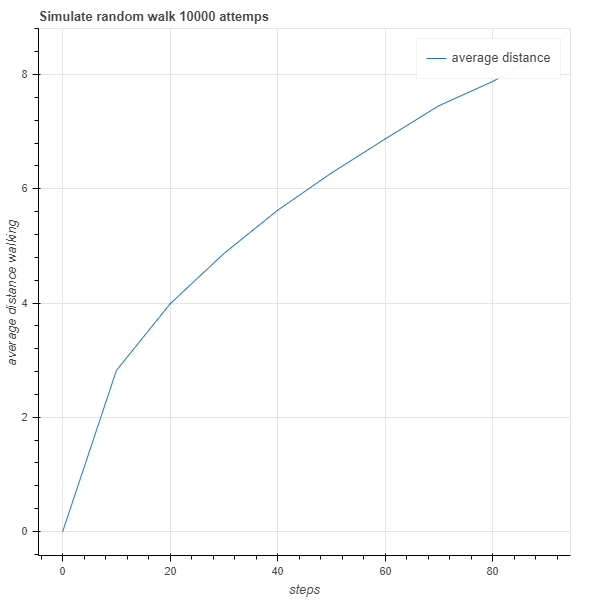 Simulate random walk 10000 attemps
average distance
8
6
4
2
0
average distance walking
0 20 40 60 80
steps